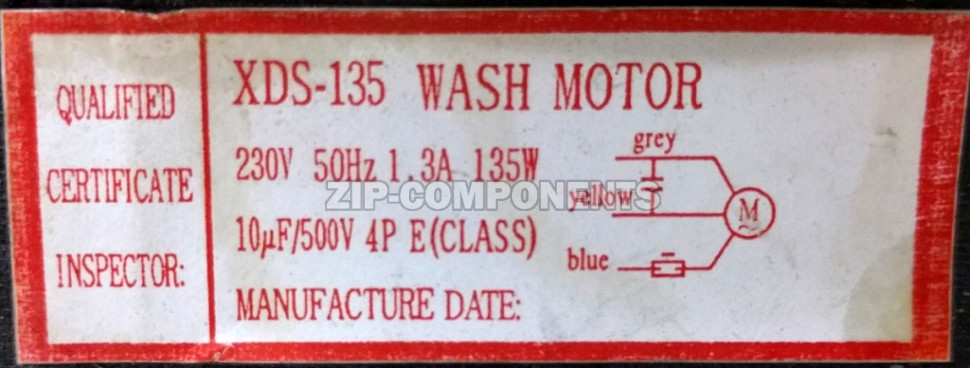 QUALIFIED
CERTIFICATE
INSPECTOR:
XDS-135 WASH MOTOR
230V 50Hz 1.3A 135W
10μF/500V 4P E(CLASS)
MANUFACTURE DATE:
grey
yellow
blue
M
ZIP-COMPONENTS